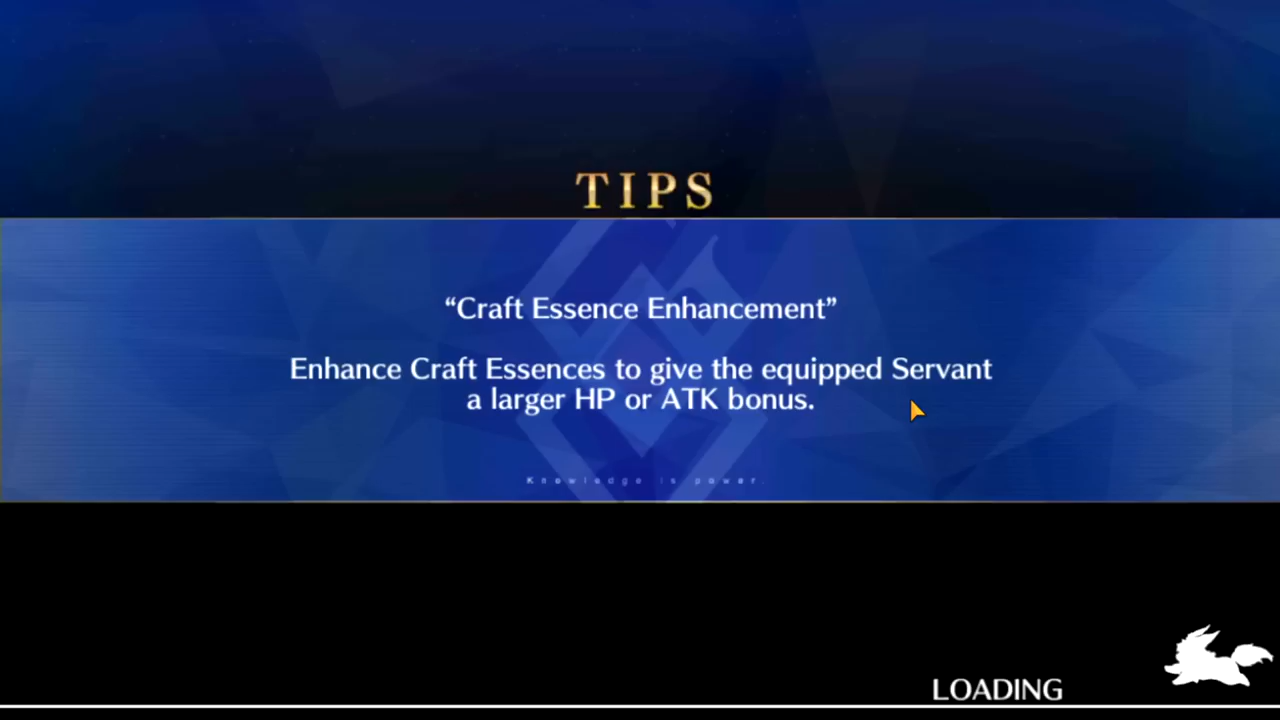 TIPS
“Craft Essence Enhancement”
Enhance Craft Essences to give the equipped Servant
a larger HP or ATK bonus.
Knowledge is power.
LOADING